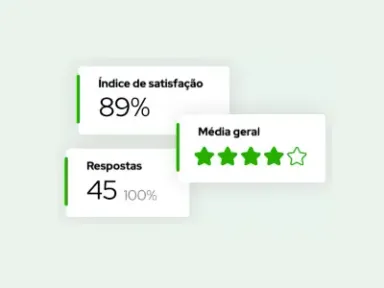 Índice de satisfação
89%
Média geral
Respostas
45 100%